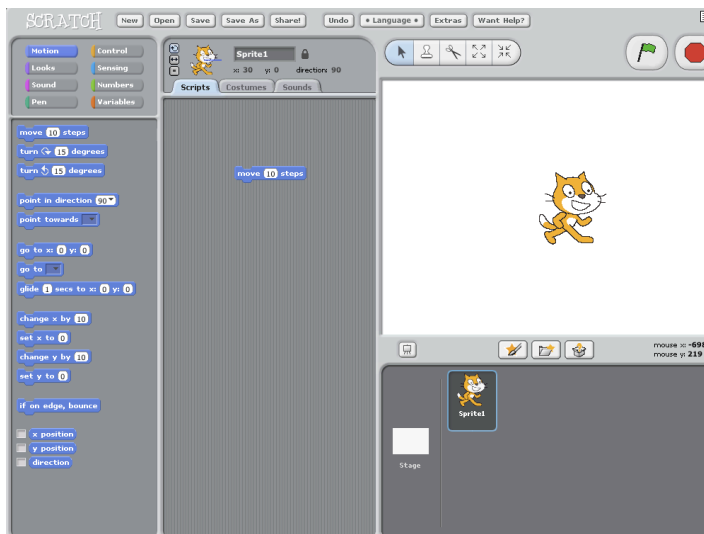 SCRATCH New Open Save Save As Share! Undo • Language • Extras Want Help?
Motion Control
Looks Sensing
Sound Numbers
Pen Variables
move 10 steps
turn 15 degrees
turn 15 degrees
point in direction 90
point towards
go to x: 0 y: 0
go to
glide 1 secs to x: 0 y: 0
change x by 10
set x to 0
change y by 10
set y to 0
if on edge, bounce
x position
y position
direction
Sprite1
x: 30 y: 0 direction: 90
Scripts Costumes Sounds
move 10 steps
mouse x: -698
mouse y: 219
Sprite1
Stage